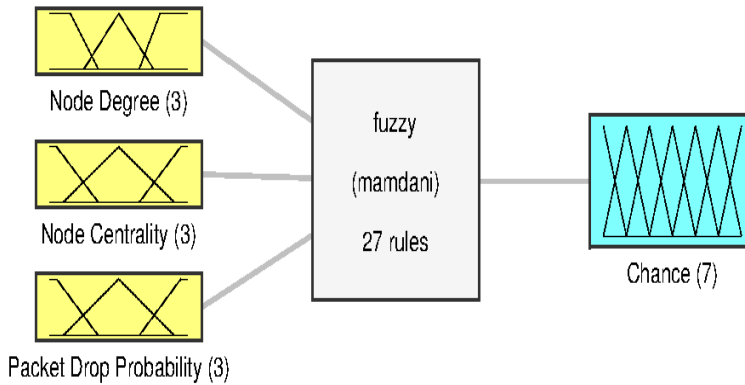 Node Degree (3)
Node Centrality (3)
Packet Drop Probability (3)
fuzzy
(mamdani)
27 rules
Chance (7)